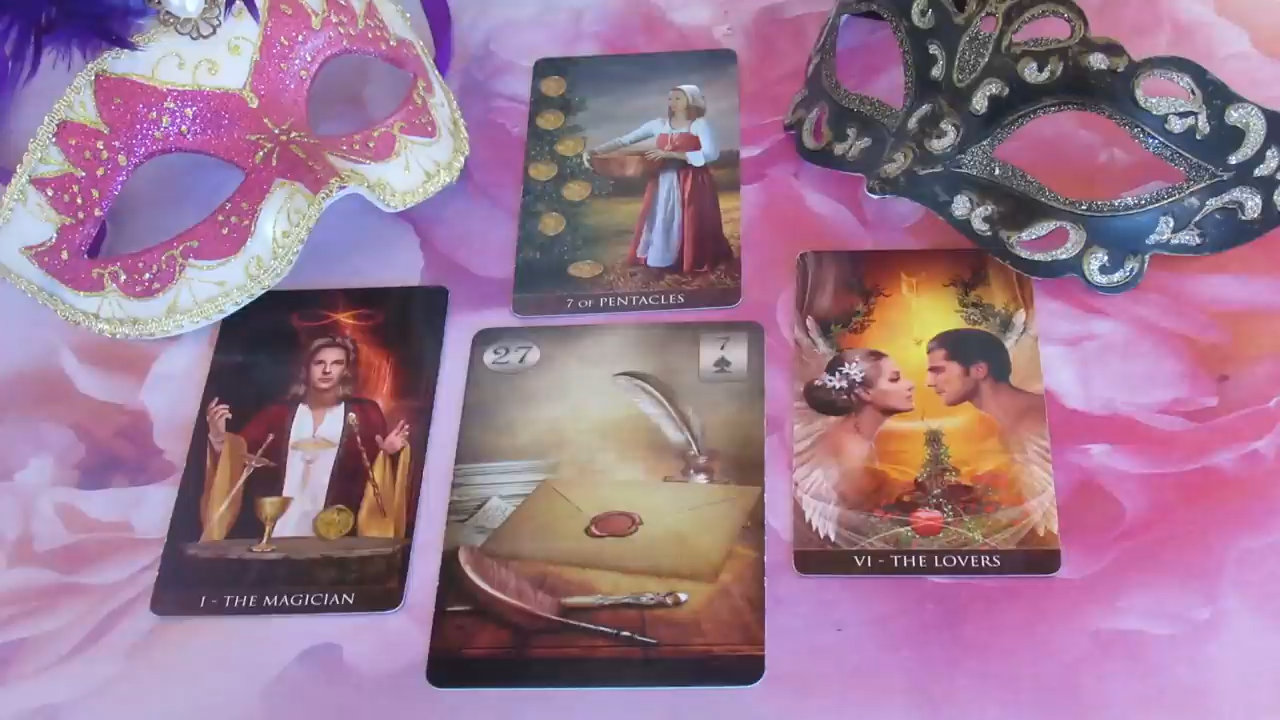 7 OF PENTACLES
27
7
VI - THE LOVERS
I - THE MAGICIAN